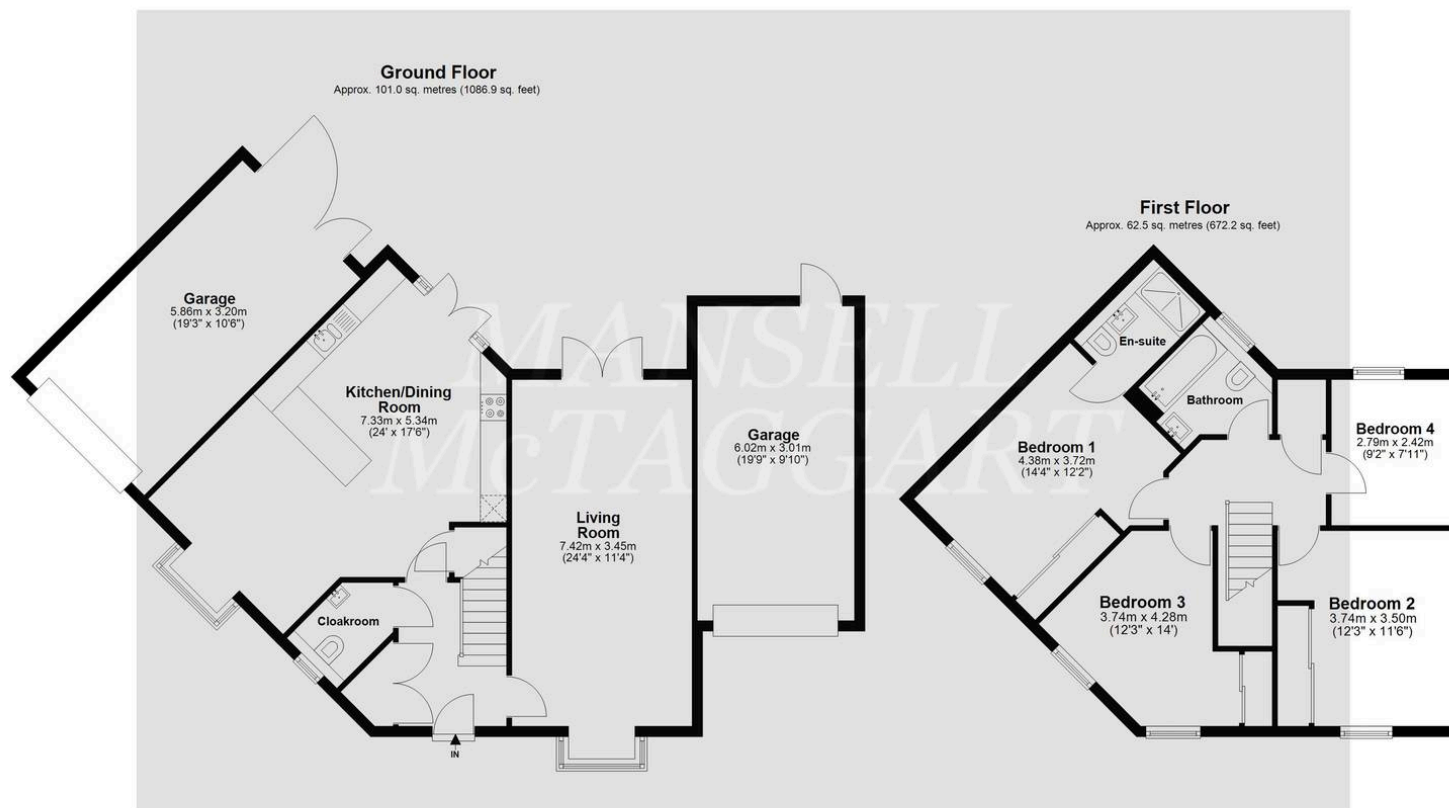 Ground Floor
Approx. 101.0 sq. metres (1086.9 sq. feet)
Garage
5.86m x 3.20m
(19'3" x 10'6")
Kitchen/Dining
Room
7.33m x 5.34m
(24' x 17'6")
Living
Room
7.42m x 3.45m
(24'4" x 11'4")
Garage
6.02m x 3.01m
(19'9" x 9'10")
Cloakroom
IN
First Floor
Approx. 62.5 sq. metres (672.2 sq. feet)
En-suite
Bathroom
Bedroom 1
4.38m x 3.72m
(14'4" x 12'2")
Bedroom 4
2.79m x 2.42m
(9'2" x 7'11")
Bedroom 3
3.74m x 4.28m
(12'3" x 14')
Bedroom 2
3.74m x 3.50m
(12'3" x 11'6")
MANSELL
McTAGGART